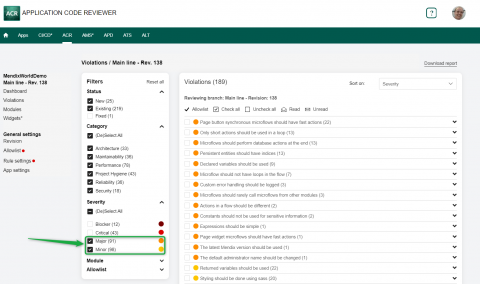 ACR APPLICATION CODE REVIEWER
?
Apps CI/CD* ACR AMS* APD ATS ALT
MendixWorldDemo
Main line - Rev. 138
Dashboard
Violations
Modules
Widgets*
General settings
Revision
Allowlist
Rule settings
App settings
Violations / Main line - Rev. 138
Download report
Filters Reset all
Status
New (25)
Existing (219)
Fixed (1)
Category
(De)Select All
Architecture (33)
Maintainability (38)
Performance (79)
Project Hygiene (43)
Reliability (38)
Security (18)
Severity
(De)Select All
Blocker (12)
Critical (43)
Major (91)
Minor (98)
Module
Allowlist
Violations (189)
Sort on: Severity
Reviewing branch: Main line - Revision: 138
Allowlist Check all Uncheck all Read Unread
Page button synchronous microflows should have fast actions (22)
Only short actions should be used in a loop (13)
Microflows should perform database actions at the end (13)
Persistent entities should have actions (13)
Declared variables should be used (9)
Microflow should not have loops in the flow (7)
Custom error handling should be logged (3)
Microflows should rarely call microflows from other modules (3)
Actions in a flow should be different (2)
Constants should not be used for sensitive information (2)
Expressions should be simple (1)
Page widget microflows should have fast actions (1)
The latest Mendix version should be used (1)
The default administrator name should be changed (1)
Returned variables should be used (23)
Styling should be done using sass (20)